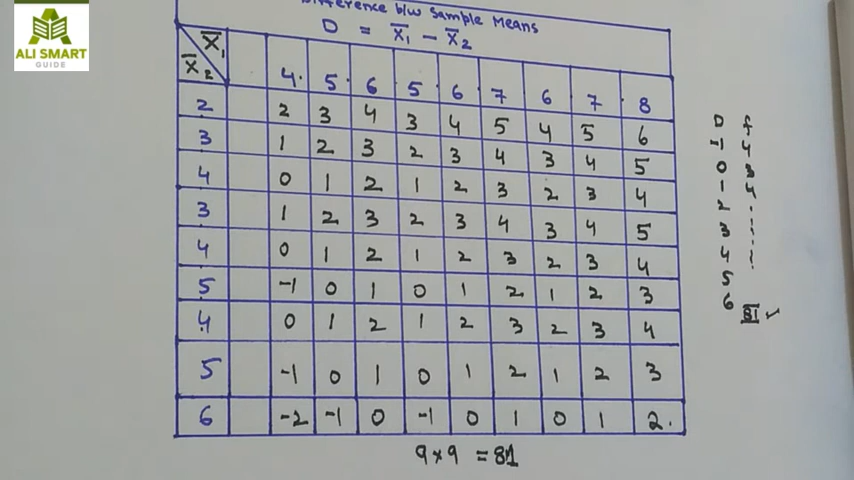 ALI SMART
GUIDE
Difference b/w Sample Means
D = X̄₁ - X̄₂
X̄₁
X̄₂
4. 5. 6 5. 6 7 6 7 8
2 2 3 4 3 4 5 4 5 6
3 1 2 3 2 3 4 3 4 5
4 0 1 2 1 2 3 2 3 4
3 1 2 3 2 3 4 3 4 5
4 0 1 2 1 2 3 2 3 4
5 -1 0 1 0 1 2 1 2 3
4 0 1 2 1 2 3 2 3 4
5 -1 0 1 0 1 2 1 2 3
6 -2 -1 0 -1 0 1 0 1 2.
9 × 9 = 81
D f
-1 4
0
1 4
2
3
4
5
6
81 ✓